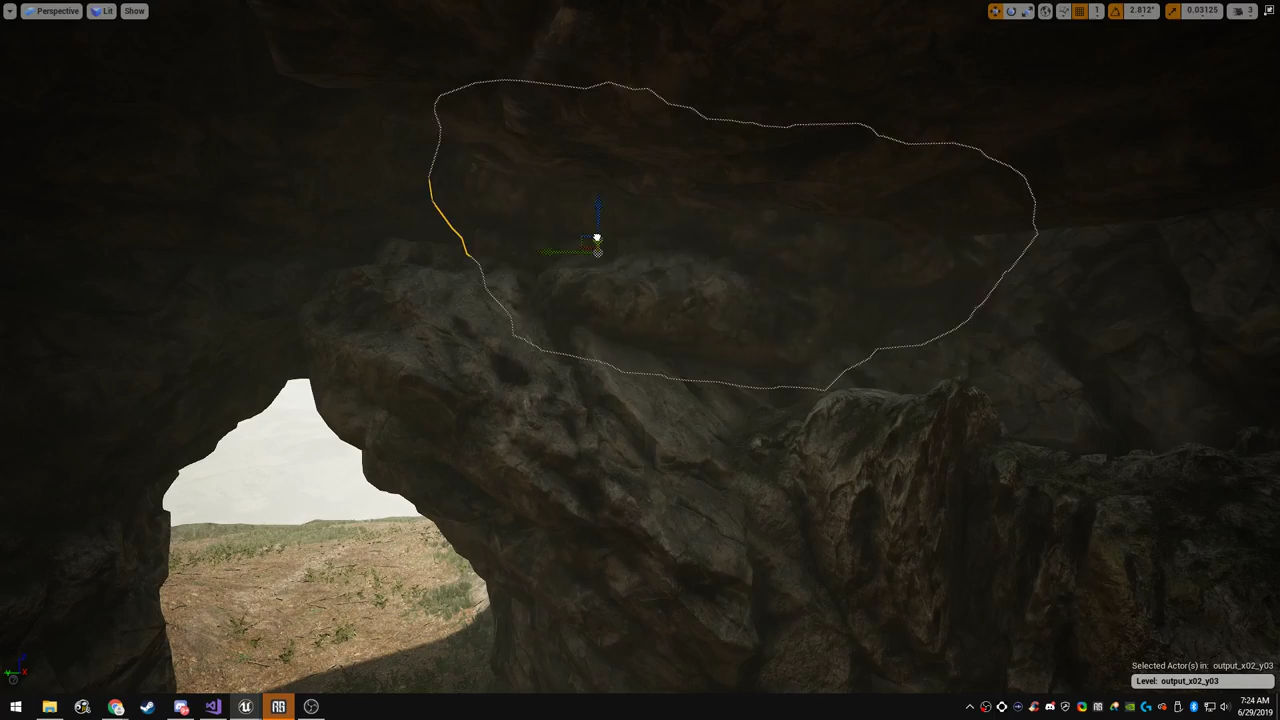 Perspective Lit Show 1 2.812° 0.03125 3
Selected Actor(s) in: output_x02_y03
Level: output_x02_y03
7:24 AM
6/29/2019